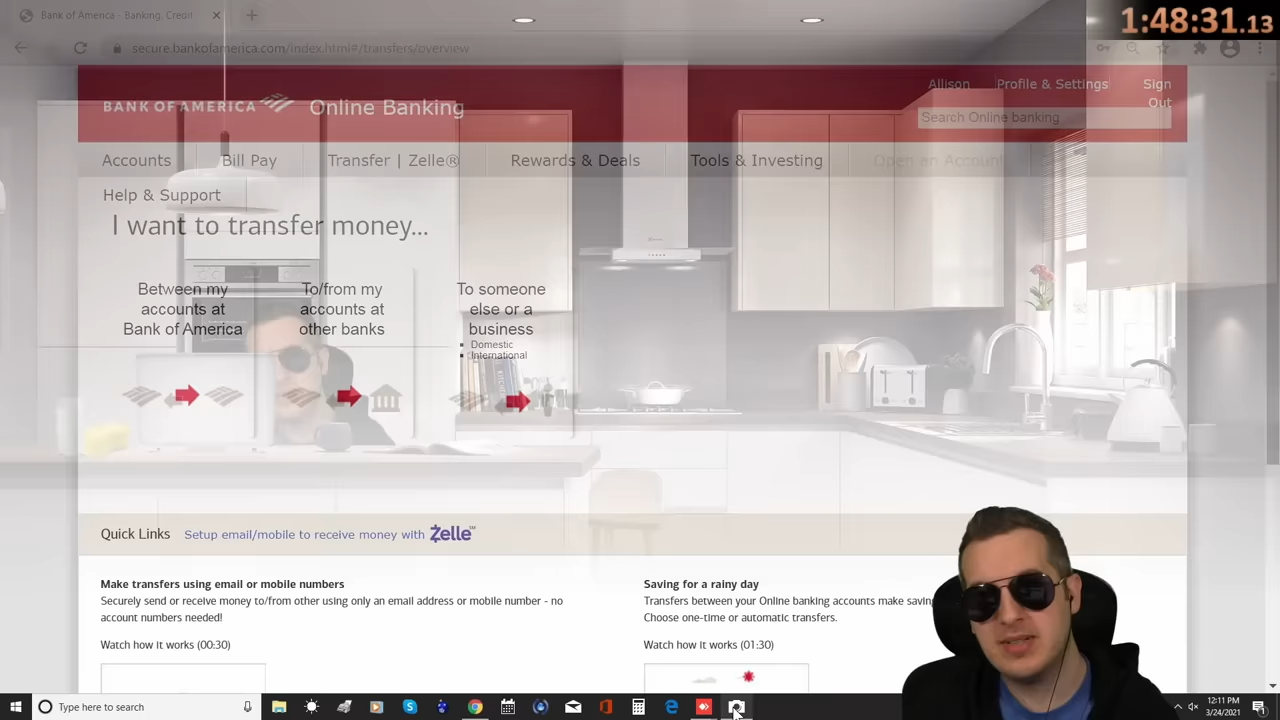 Bank of America - Banking, Credit
1:48:31.13
secure.bankofamerica.com/index.html#/transfers/overview
BANK OF AMERICA Online Banking
Allison Profile & Settings Sign Out
Search Online banking
Accounts Bill Pay Transfer | Zelle® Rewards & Deals Tools & Investing Open an Account
Help & Support
I want to transfer money...
Between my
accounts at
Bank of America
To/from my
accounts at
other banks
To someone
else or a
business
Domestic
International
Quick Links Setup email/mobile to receive money with Zelle
Make transfers using email or mobile numbers
Securely send or receive money to/from other using only an email address or mobile number - no
account numbers needed!
Watch how it works (00:30)
Saving for a rainy day
Transfers between your Online banking accounts make saving
Choose one-time or automatic transfers.
Watch how it works (01:30)
Type here to search
12:11 PM
3/24/2021